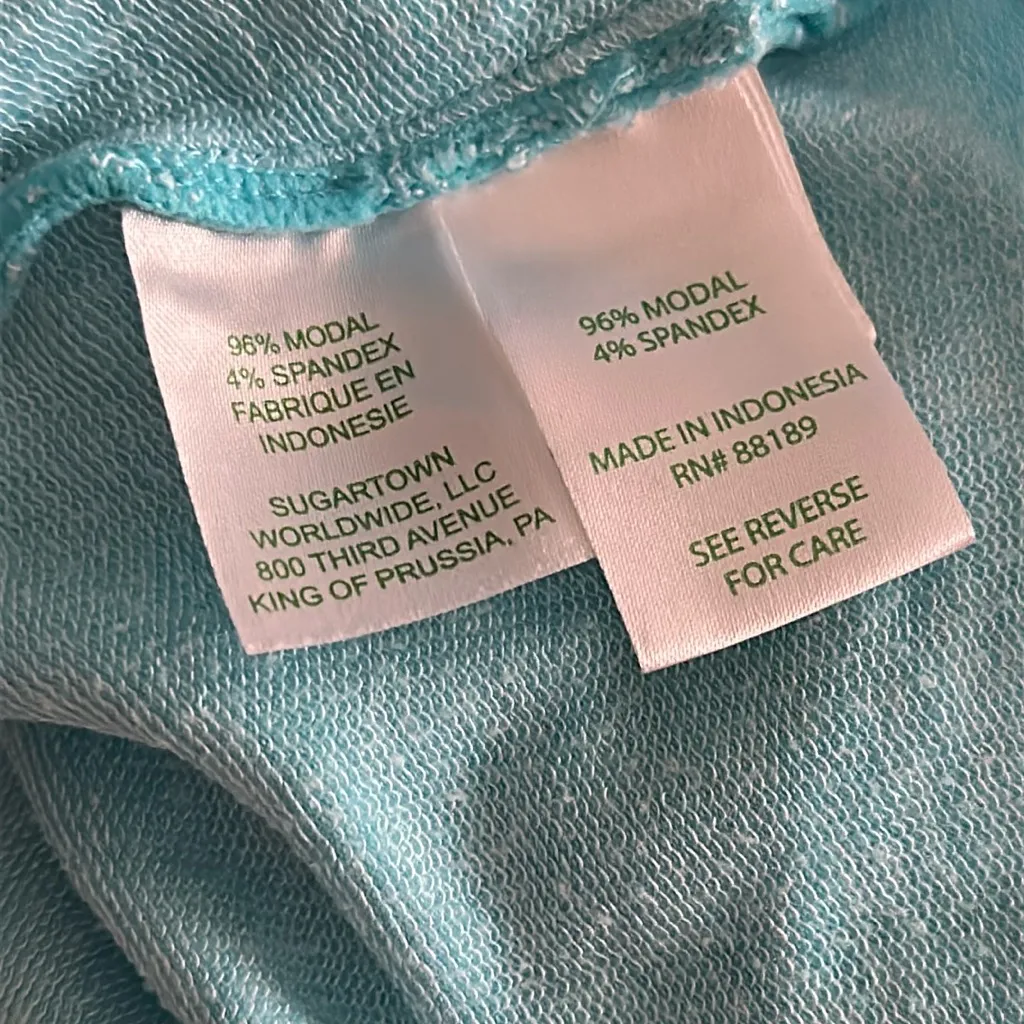 96% MODAL
4% SPANDEX
FABRIQUE EN
INDONESIE
SUGARTOWN
WORLDWIDE, LLC
800 THIRD AVENUE
KING OF PRUSSIA, PA
96% MODAL
4% SPANDEX
MADE IN INDONESIA
RN# 88189
SEE REVERSE
FOR CARE